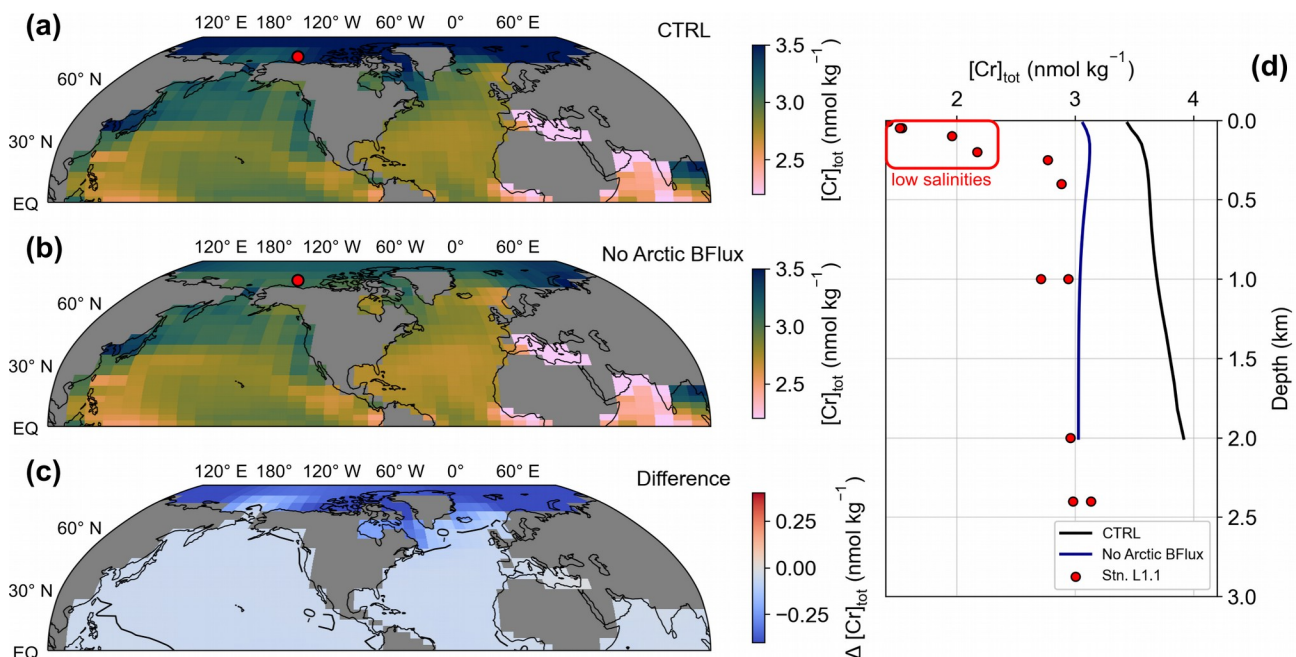 (a)
120° E 180° W 120° W 60° W 0° 60° E
CTRL
60° N
30° N
EQ
3.5
3.0
2.5
[Cr]tot (nmol kg⁻¹)
(b)
120° E 180° W 120° W 60° W 0° 60° E
No Arctic BFlux
60° N
30° N
EQ
3.5
3.0
2.5
[Cr]tot (nmol kg⁻¹)
(c)
120° E 180° W 120° W 60° W 0° 60° E
Difference
60° N
30° N
EQ
-0
-0
0.25
0.00
−0.25
Δ [Cr]tot (nmol kg⁻¹)
(d)
[Cr]tot (nmol kg⁻¹)
2 3 4
low salinities
0.0
0.5
1.0
1.5
2.0
2.5
3.0
Depth (km)
CTRL
No Arctic BFlux
Stn. L1.1